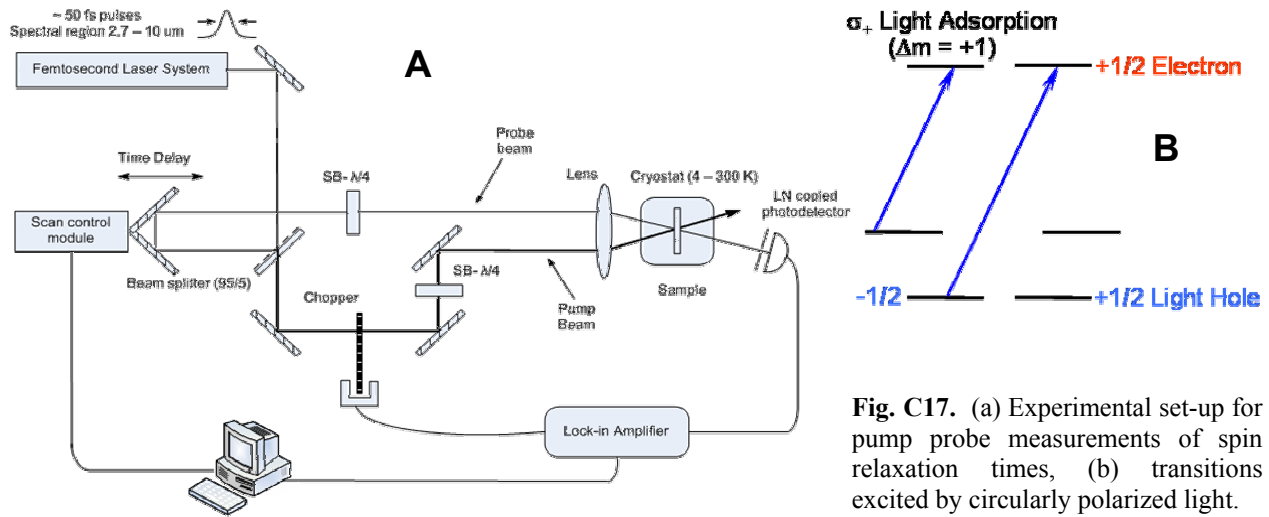 ~ 50 fs pulses
Spectral region 2.7 – 10 um
Femtosecond Laser System
A
Time Delay
Scan control
module
Beam splitter (95/5)
SB- λ/4
Probe
beam
Lens
Cryostat (4 – 300 K)
LN cooled
photodetector
Sample
SB- λ/4
Pump
Beam
Chopper
Lock-in Amplifier
σ+ Light Adsorption
(Δm = +1)
+1/2 Electron
B
-1/2
+1/2 Light Hole
Fig. C17. (a) Experimental set-up for
pump probe measurements of spin
relaxation times, (b) transitions
excited by circularly polarized light.